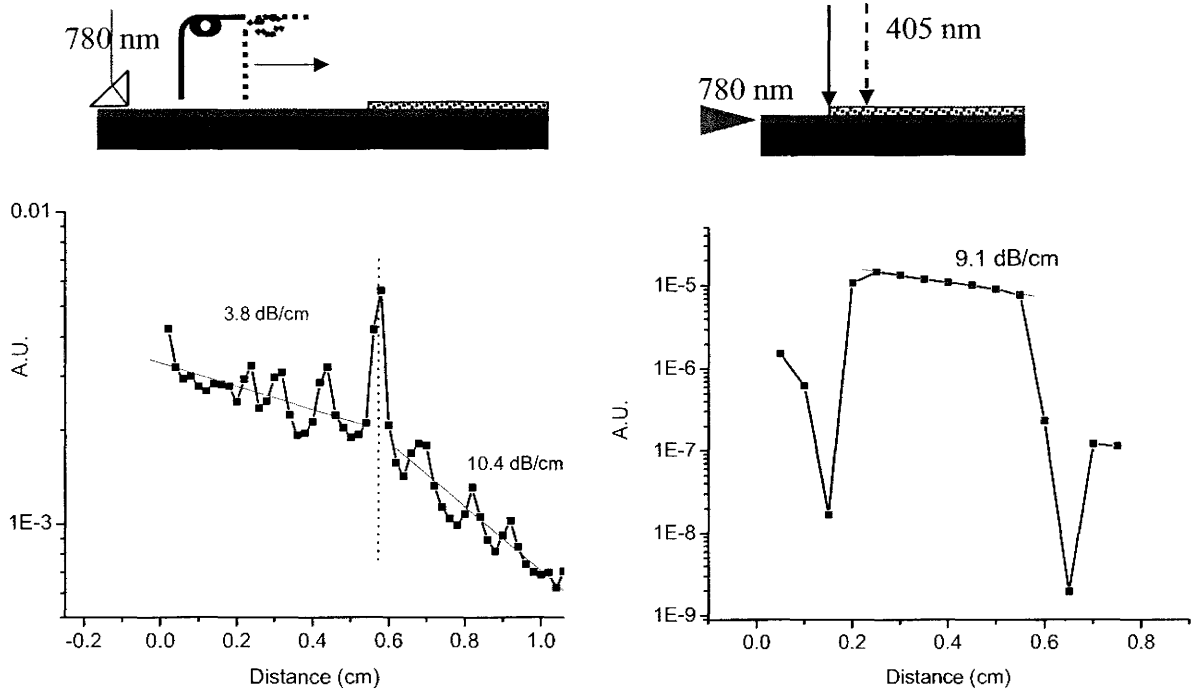 780 nm
405 nm
780 nm
0.01
A.U.
1E-3
3.8 dB/cm
10.4 dB/cm
-0.2 0.0 0.2 0.4 0.6 0.8 1.0
Distance (cm)
9.1 dB/cm
1E-5
1E-6
1E-7
1E-8
1E-9
A.U.
0.0 0.2 0.4 0.6 0.8
Distance (cm)